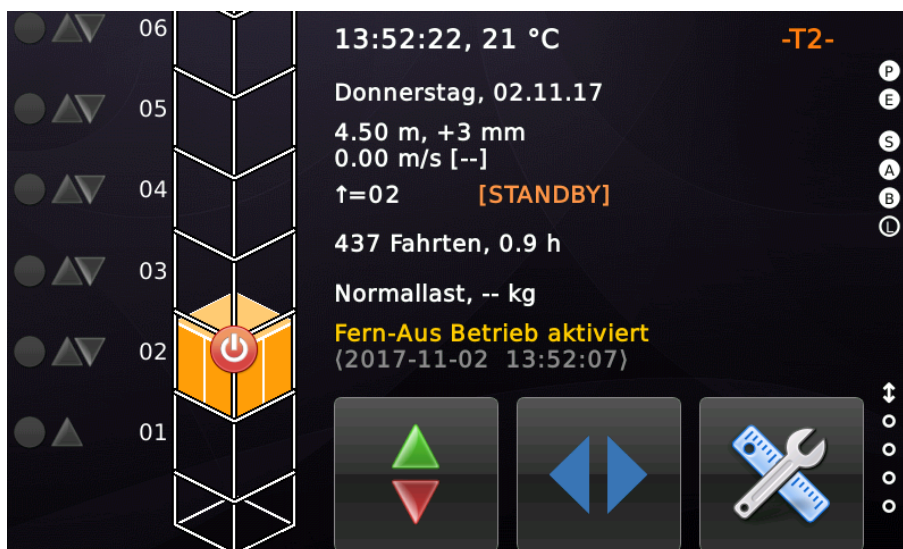 06
05
04
03
02
01
13:52:22, 21 °C
-T2-
Donnerstag, 02.11.17
4.50 m, +3 mm
0.00 m/s [--]
↑=02 [STANDBY]
437 Fahrten, 0.9 h
Normallast, -- kg
Fern-Aus Betrieb aktiviert
(2017-11-02 13:52:07)
P
E
S
A
B
L